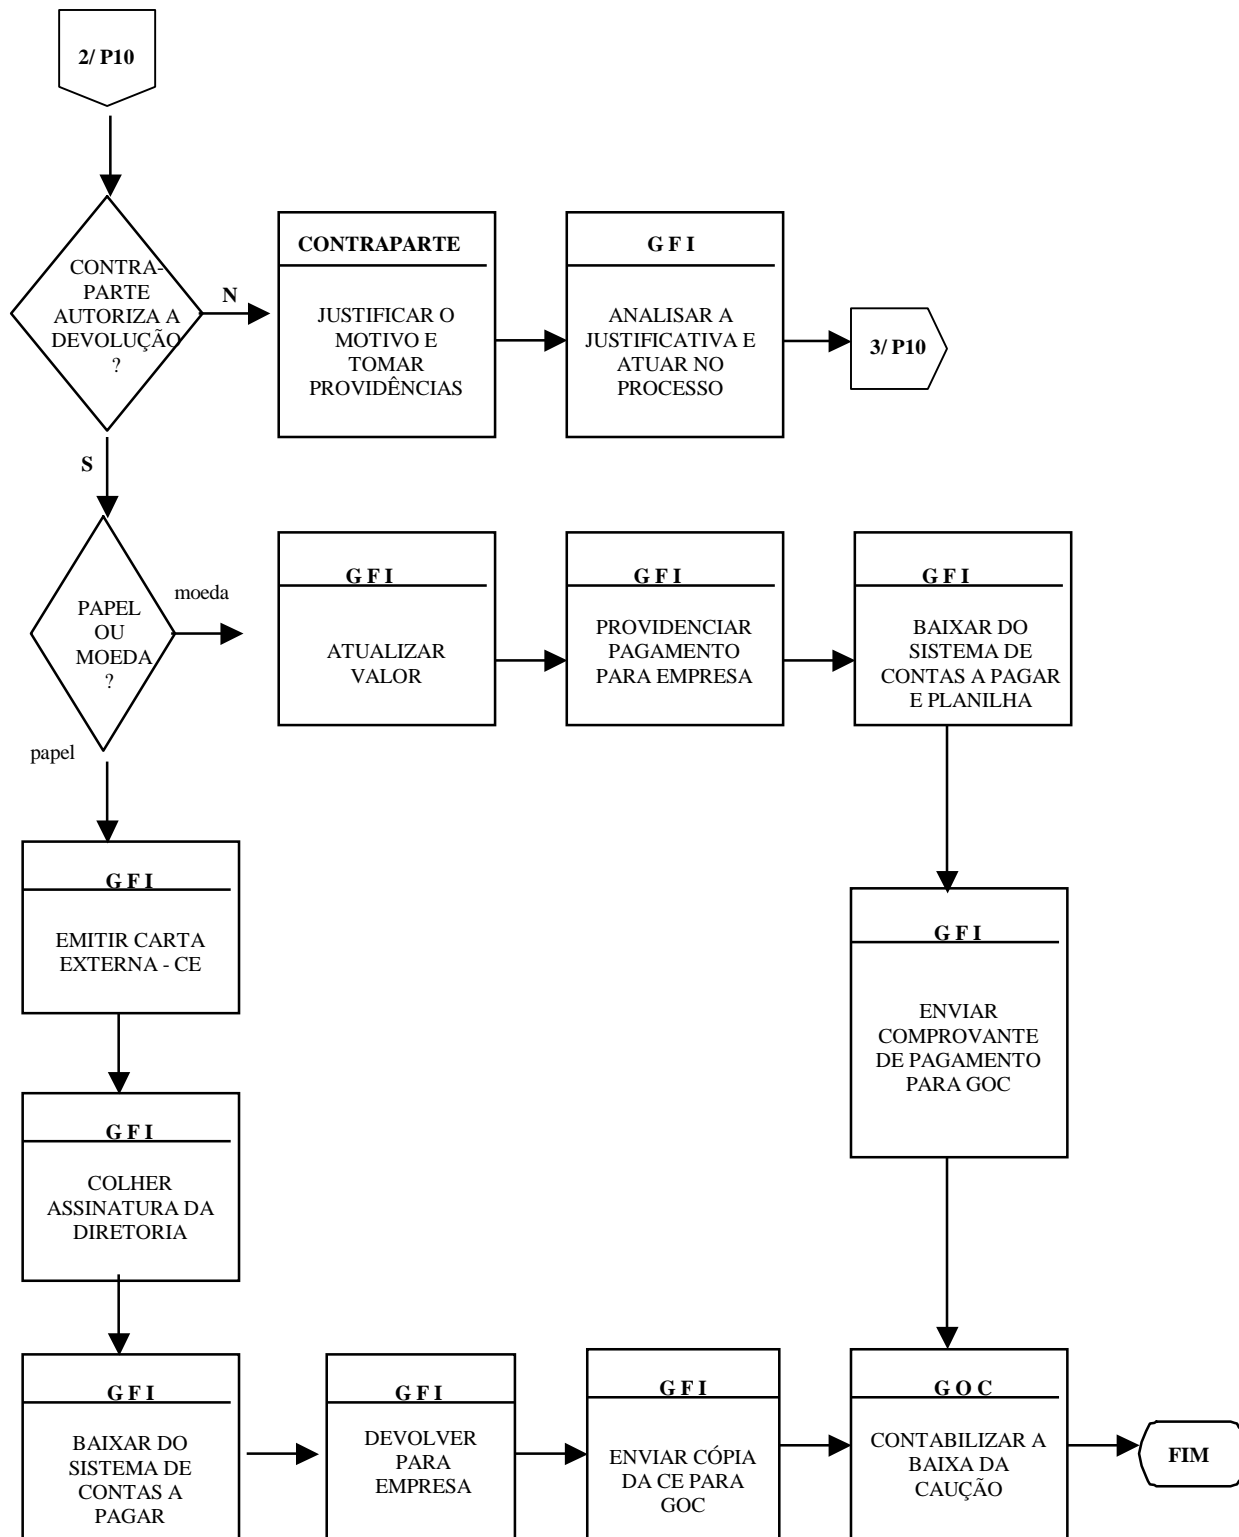 2/ P10
CONTRA-
PARTE
AUTORIZA A
DEVOLUÇÃO
?
N
CONTRAPARTE
JUSTIFICAR O
MOTIVO E
TOMAR
PROVIDÊNCIAS
G F I
ANALISAR A
JUSTIFICATIVA E
ATUAR NO
PROCESSO
3/ P10
S
PAPEL
OU
MOEDA
?
moeda
papel
G F I
ATUALIZAR
VALOR
G F I
PROVIDENCIAR
PAGAMENTO
PARA EMPRESA
G F I
BAIXAR DO
SISTEMA DE
CONTAS A PAGAR
E PLANILHA
G F I
EMITIR CARTA
EXTERNA - CE
G F I
ENVIAR
COMPROVANTE
DE PAGAMENTO
PARA GOC
G F I
COLHER
ASSINATURA DA
DIRETORIA
G F I
BAIXAR DO
SISTEMA DE
CONTAS A
PAGAR
G F I
DEVOLVER
PARA
EMPRESA
G F I
ENVIAR CÓPIA
DA CE PARA
GOC
G O C
CONTABILIZAR A
BAIXA DA
CAUÇÃO
FIM